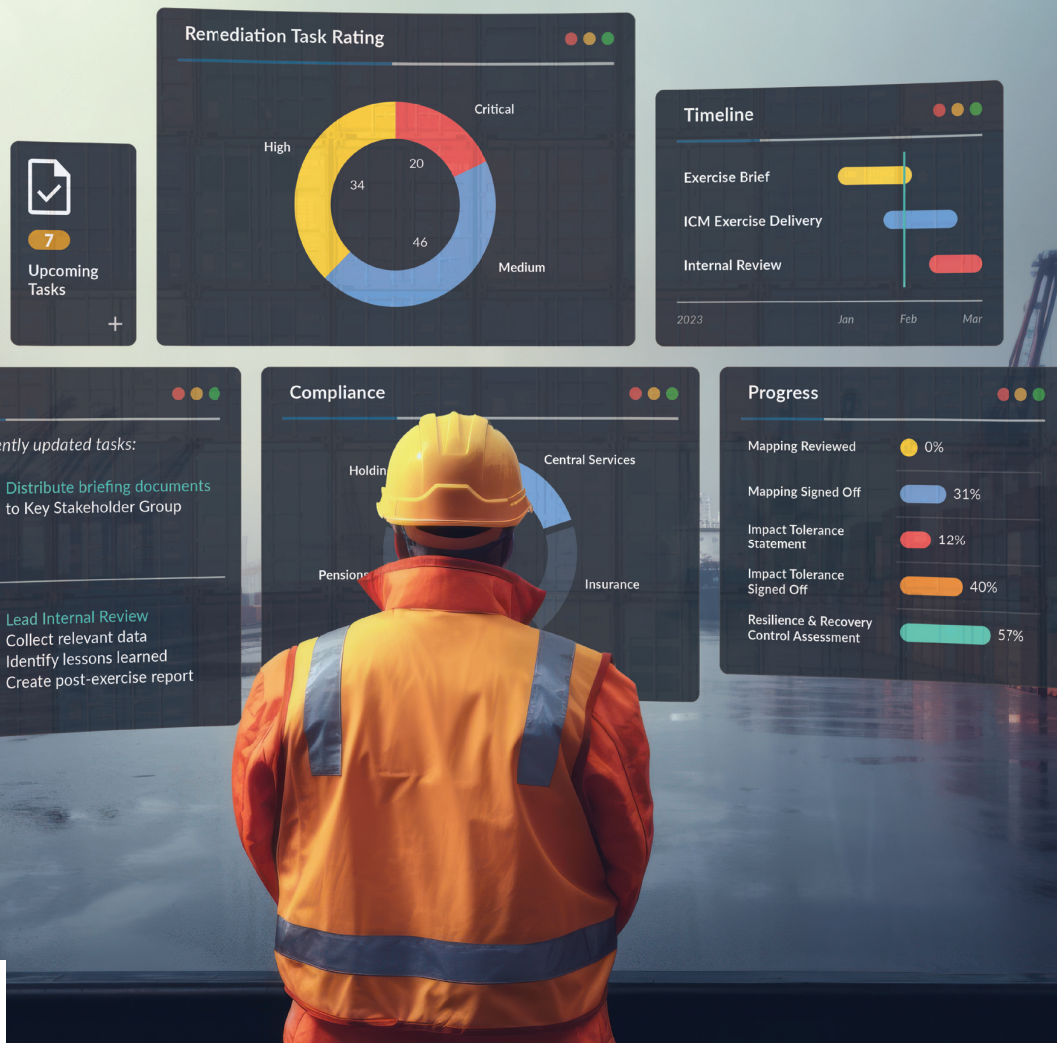 Remediation Task Rating
Critical
High
20
34
46
Medium
7
Upcoming
Tasks
+
Timeline
Exercise Brief
ICM Exercise Delivery
Internal Review
2023 Jan Feb Mar
updated tasks:
Distribute briefing documents
to Key Stakeholder Group
Lead Internal Review
Collect relevant data
Identify lessons learned
Create post-exercise report
Compliance
Central Services
Insurance
Progress
Mapping Reviewed 0%
Mapping Signed Off 31%
Impact Tolerance
Statement 12%
Impact Tolerance
Signed Off 40%
Resilience & Recovery
Control Assessment 57%